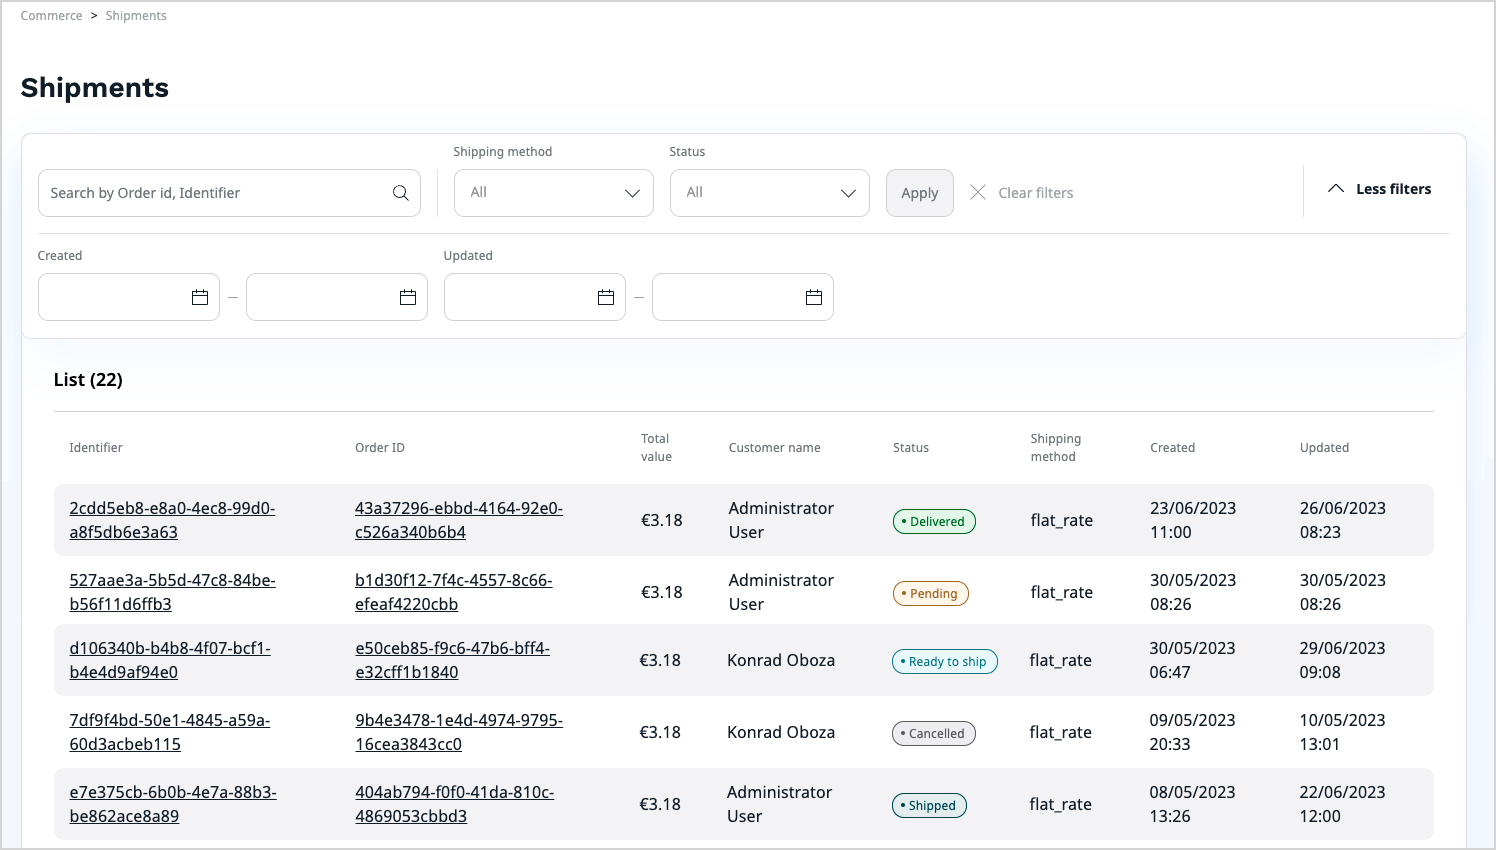 Commerce > Shipments
Shipments
Shipping method
Status
Search by Order id, Identifier
All
All
Apply
Clear filters
Less filters
Created
Updated
–
–
List (22)
Identifier
Order ID
Total
value
Customer name
Status
Shipping
method
Created
Updated
2cdd5eb8-e8a0-4ec8-99d0-
a8f5db6e3a63
43a37296-ebbd-4164-92e0-
c526a340b6b4
€3.18
Administrator
User
• Delivered
flat_rate
23/06/2023
11:00
26/06/2023
08:23
527aae3a-5b5d-47c8-84be-
b56f11d6ffb3
b1d30f12-7f4c-4557-8c66-
efeaf4220cbb
€3.18
Administrator
User
• Pending
flat_rate
30/05/2023
08:26
30/05/2023
08:26
d106340b-b4b8-4f07-bcf1-
b4e4d9af94e0
e50ceb85-f9c6-47b6-bff4-
e32cff1b1840
€3.18
Konrad Oboza
• Ready to ship
flat_rate
30/05/2023
06:47
29/06/2023
09:08
7df9f4bd-50e1-4845-a59a-
60d3acbeb115
9b4e3478-1e4d-4974-9795-
16cea3843cc0
€3.18
Konrad Oboza
• Cancelled
flat_rate
09/05/2023
20:33
10/05/2023
13:01
e7e375cb-6b0b-4e7a-88b3-
be862ace8a89
404ab794-f0f0-41da-810c-
4869053cbbd3
€3.18
Administrator
User
• Shipped
flat_rate
08/05/2023
13:26
22/06/2023
12:00